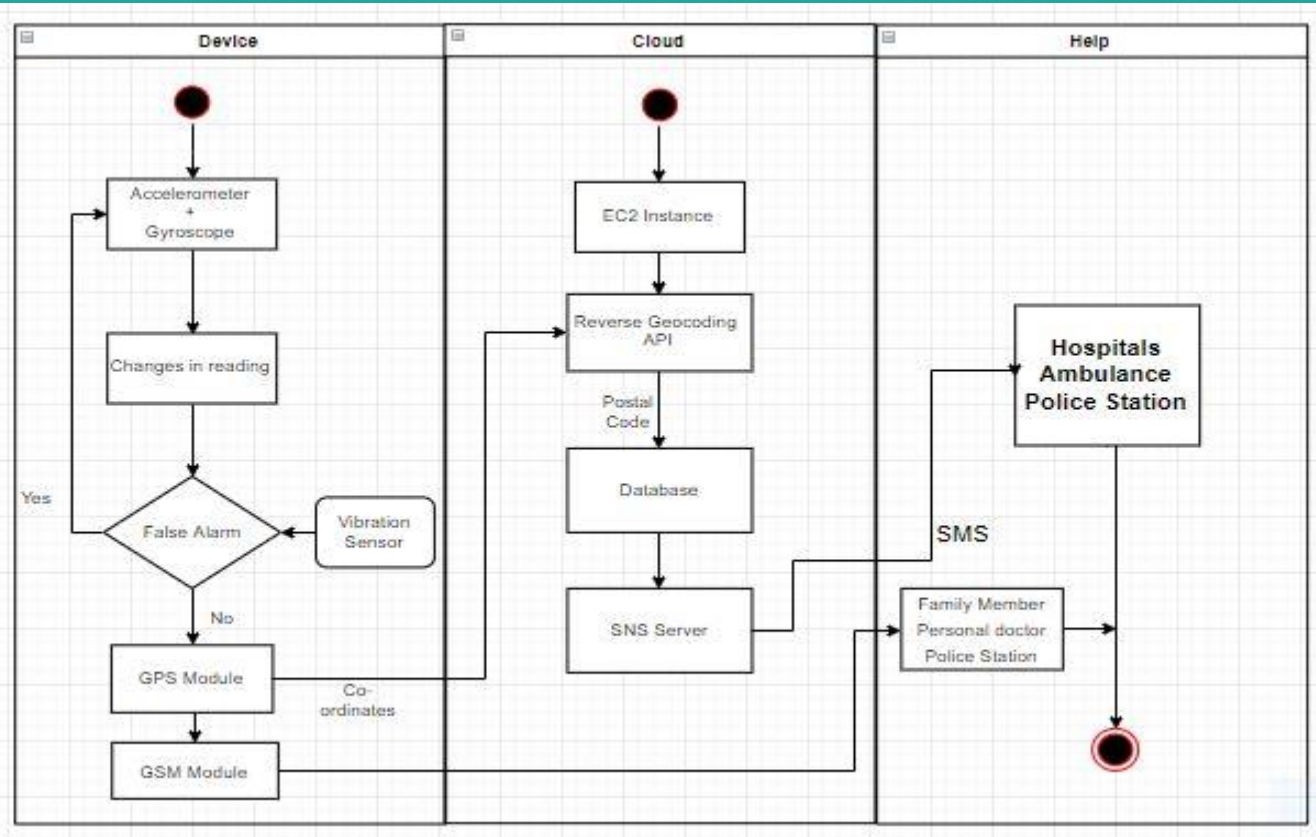 Device
Cloud
Help
Accelerometer
+
Gyroscope
Changes in reading
Yes
False Alarm
Vibration
Sensor
No
GPS Module
Co-
ordinates
GSM Module
EC2 Instance
Reverse Geocoding
API
Postal
Code
Database
SNS Server
Hospitals
Ambulance
Police Station
SMS
Family Member
Personal doctor
Police Station